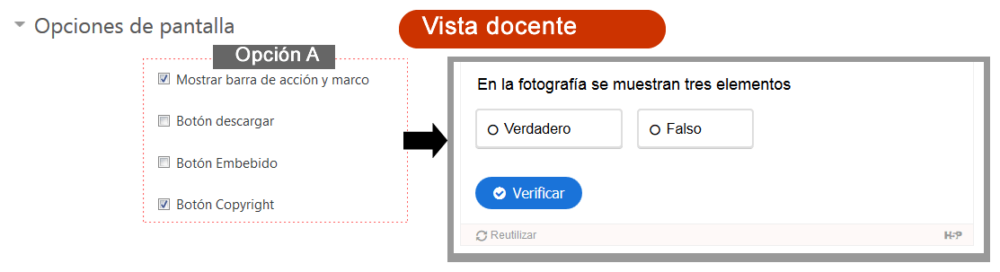 Opciones de pantalla
Vista docente
Opción A
Mostrar barra de acción y marco
Botón descargar
Botón Embebido
Botón Copyright
En la fotografía se muestran tres elementos
Verdadero
Falso
Verificar
Reutilizar
H5P